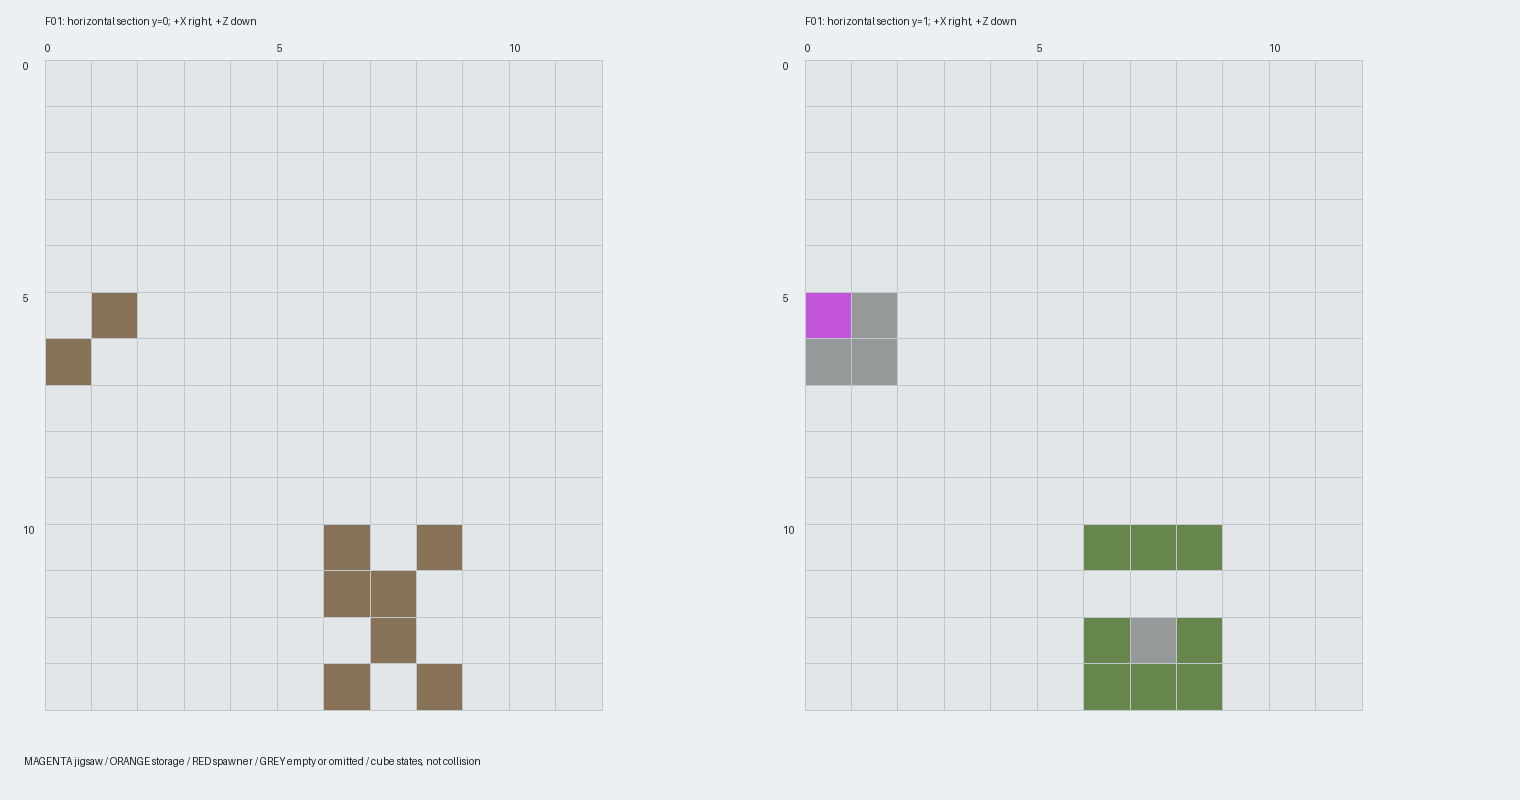 F01: horizontal section y=0; +X right, +Z down
0 5 10
0
5
10
F01: horizontal section y=1; +X right, +Z down
0 5 10
0
5
10
MAGENTA jigsaw / ORANGE storage / RED spawner / GREY empty or omitted / cube states, not collision